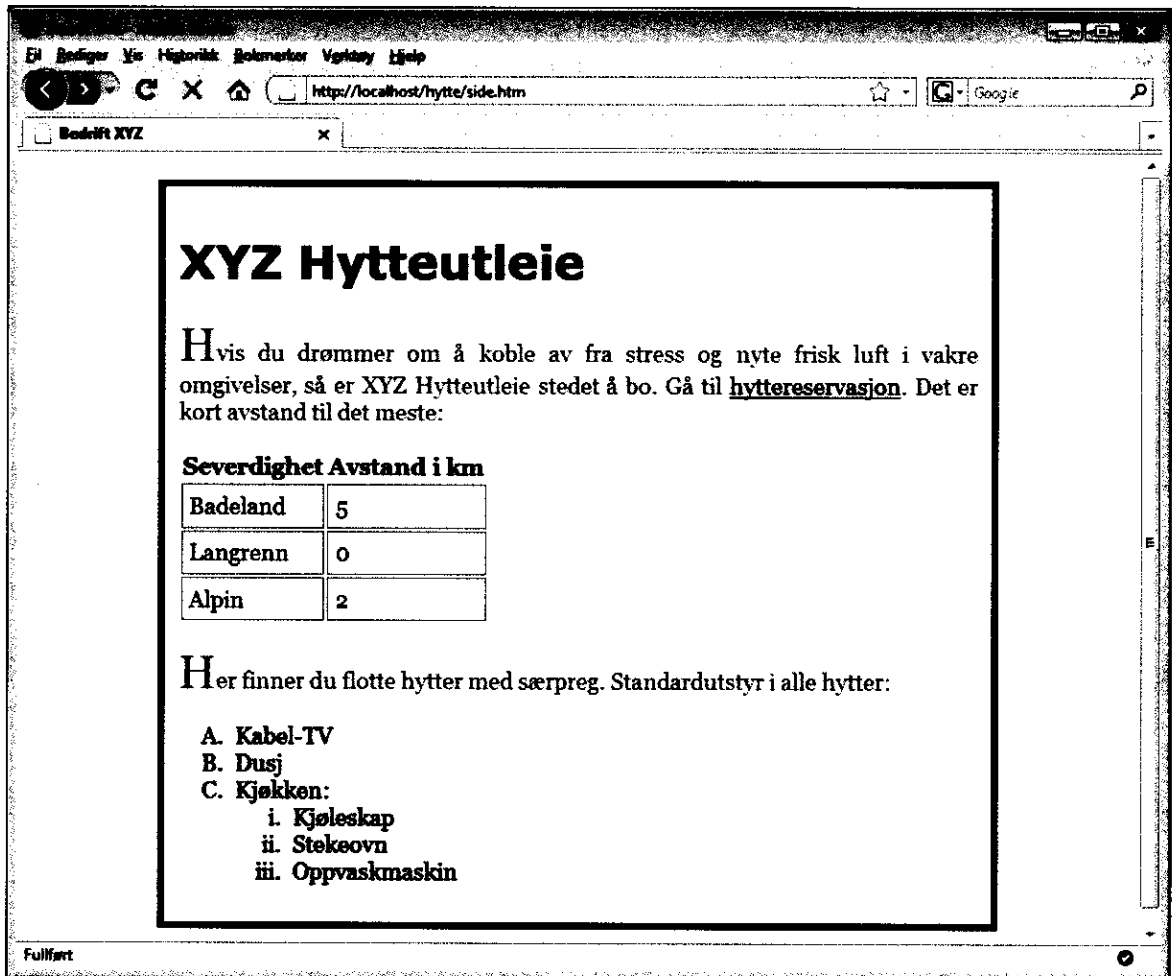 Fil Rediger Vis Historikk Bokmerker Verktøy Hjelp
http://localhost/hytte/side.htm
Google
Bedrift XYZ
XYZ Hytteutleie
Hvis du drømmer om å koble av fra stress og nyte frisk luft i vakre
omgivelser, så er XYZ Hytteutleie stedet å bo. Gå til hyttereservasjon. Det er
kort avstand til det meste:
Severdighet Avstand i km
Badeland 5
Langrenn 0
Alpin 2
Her finner du flotte hytter med særpreg. Standardutstyr i alle hytter:
A. Kabel-TV
B. Dusj
C. Kjøkken:
i. Kjøleskap
ii. Stekeovn
iii. Oppvaskmaskin
Fullført